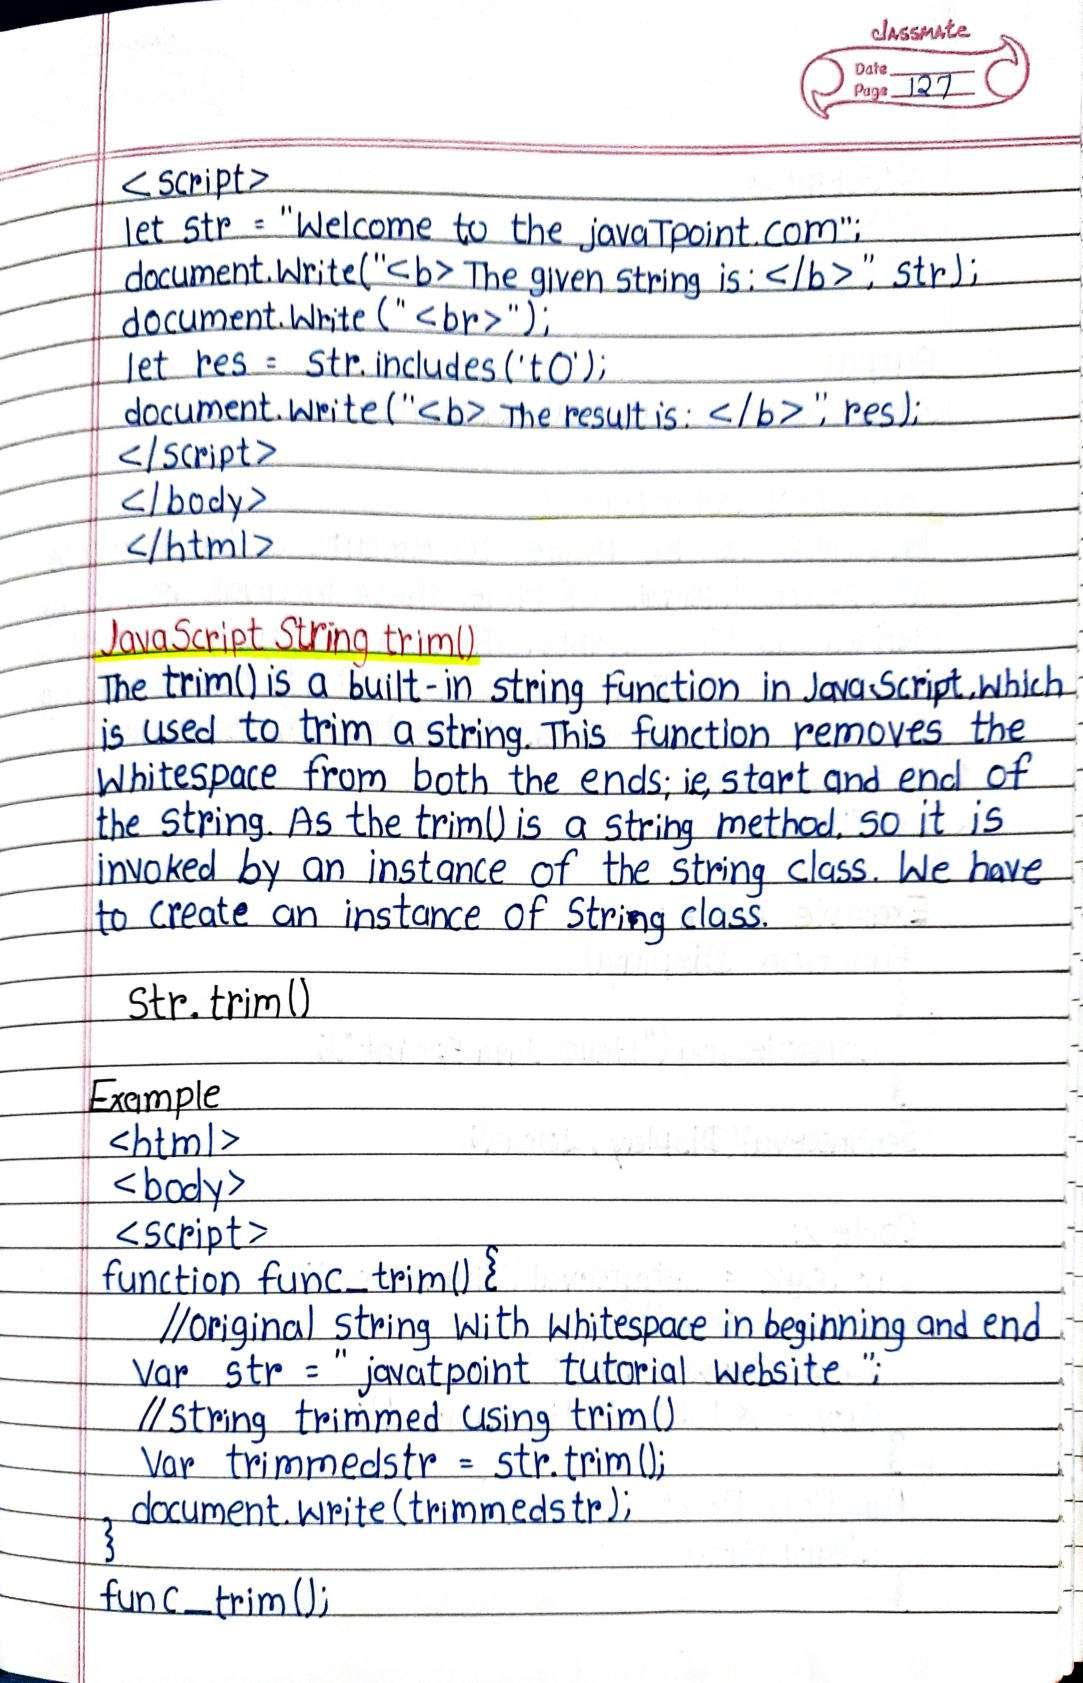 classmate
Date
Page 127
<script>
let str = "Welcome to the javaTpoint.com";
document.Write("<b> The given string is: </b>", str);
document.Write ("<br>");
let res = str.includes('tO');
document.write("<b> The result is: </b>", res);
</script>
</body>
</html>
JavaScript String trim()
The trim() is a built-in string function in JavaScript, which
is used to trim a string. This function removes the
whitespace from both the ends; ie, start and end of
the string. As the trim() is a string method, so it is
invoked by an instance of the string class. We have
to create an instance of String class.
Str.trim()
Example
<html>
<body>
<script>
function func_trim() {
//original string with whitespace in beginning and end
Var str = " javatpoint tutorial website ";
//string trimmed using trim()
Var trimmedstr = str.trim();
document.write(trimmedstr);
}
func_trim();